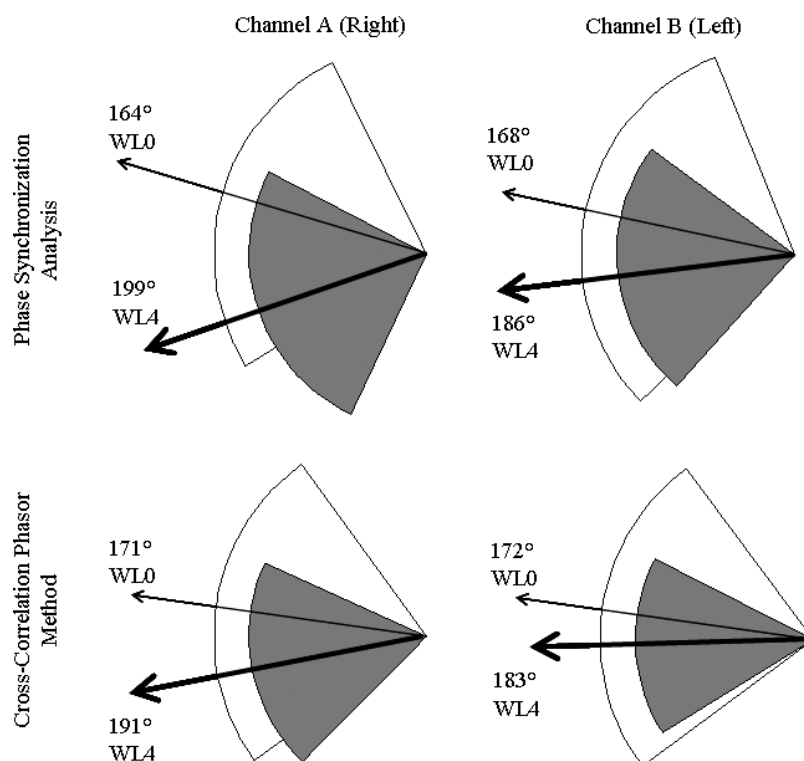 Channel A (Right)
Channel B (Left)
Phase Synchronization
Analysis
164°
WL0
199°
WL4
168°
WL0
186°
WL4
Cross-Correlation Phasor
Method
171°
WL0
191°
WL4
172°
WL0
183°
WL4